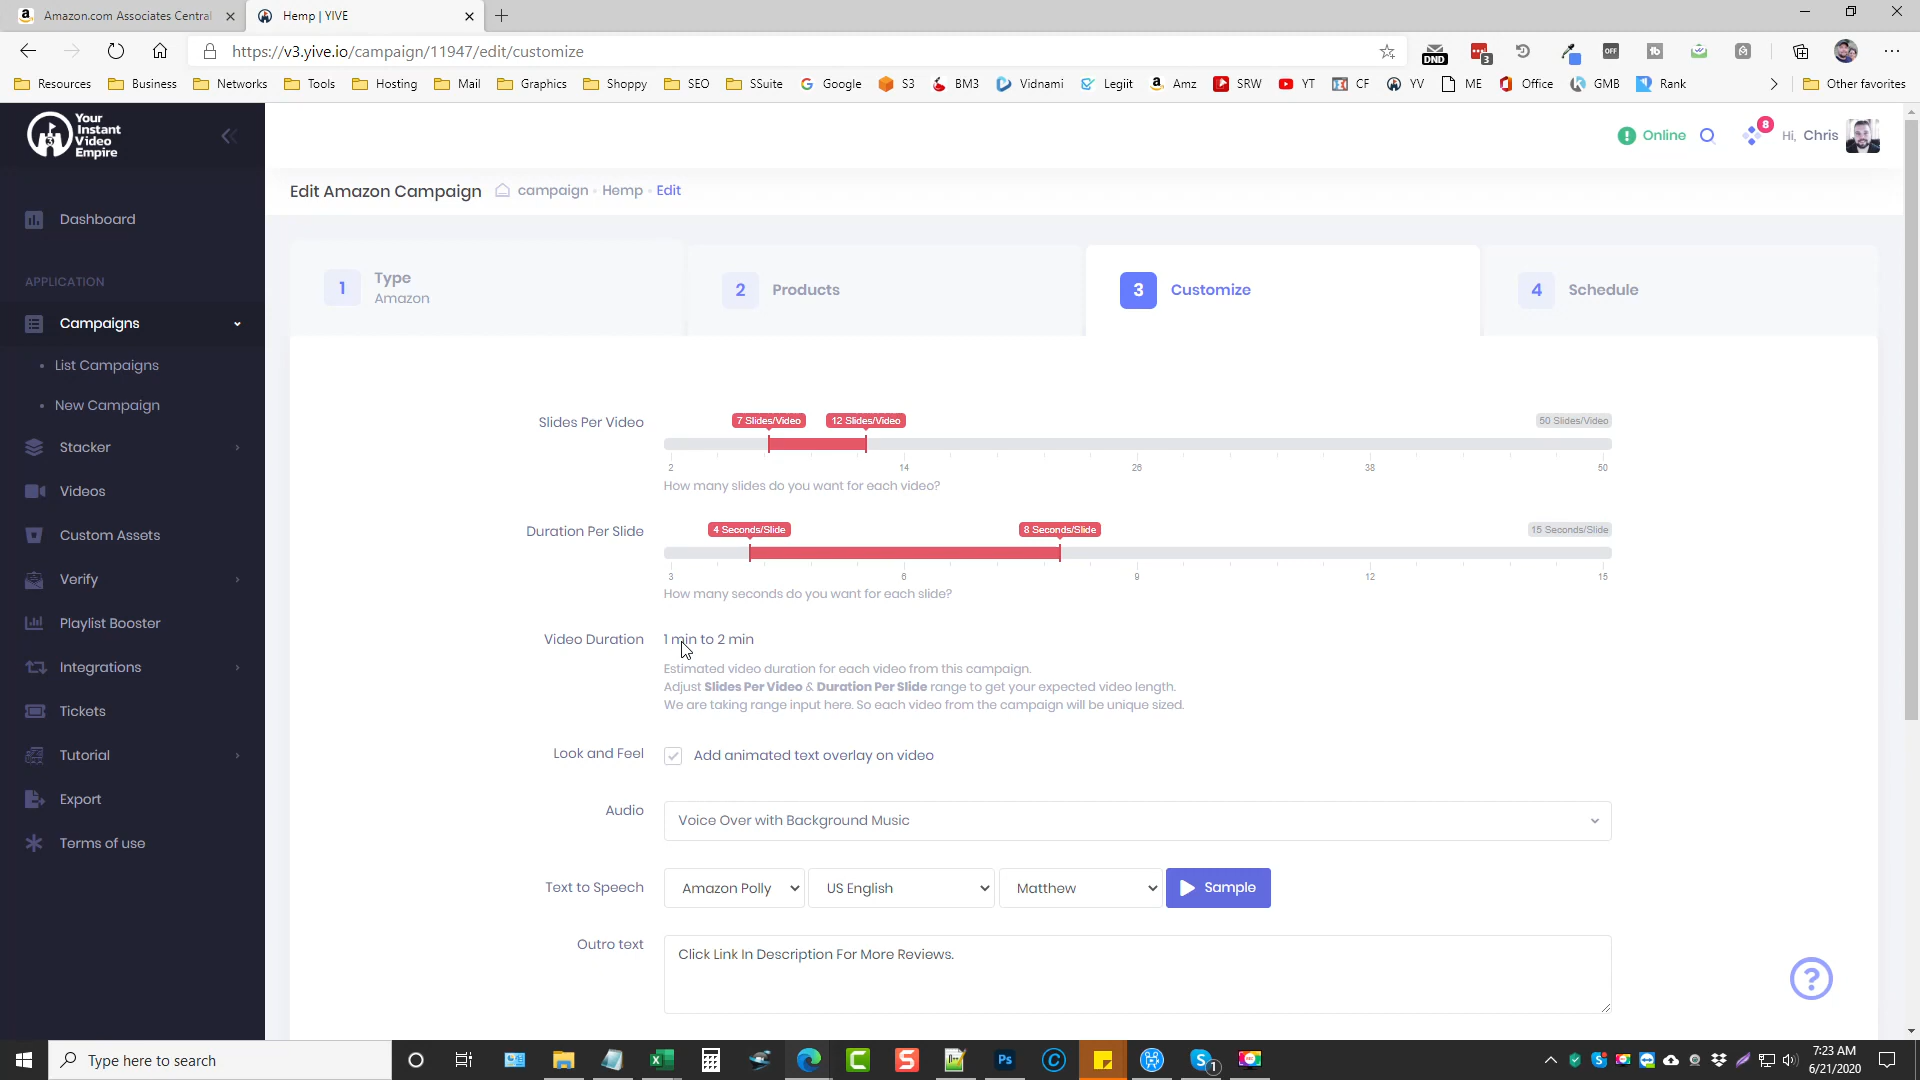 Amazon.com Associates Central
Hemp | YIVE
https://v3.yive.io/campaign/11947/edit/customize
DND
3
OFF
Resources
Business
Networks
Tools
Hosting
Mail
Graphics
Shoppy
SEO
SSuite
Google
S3
BM3
Vidnami
Legiit
Amz
SRW
YT
CF
YV
ME
Office
GMB
Rank
Other favorites
Your
Instant
Video
Empire
Online
8
Hi, Chris
Edit Amazon Campaign
campaign
Hemp
Edit
Dashboard
APPLICATION
Campaigns
List Campaigns
New Campaign
Stacker
Videos
Custom Assets
Verify
Playlist Booster
Integrations
Tickets
Tutorial
Export
Terms of use
1
Type
Amazon
2
Products
3
Customize
4
Schedule
Slides Per Video
7 Slides/Video
12 Slides/Video
50 Slides/Video
2
14
26
38
50
How many slides do you want for each video?
Duration Per Slide
4 Seconds/Slide
8 Seconds/Slide
15 Seconds/Slide
3
6
9
12
15
How many seconds do you want for each slide?
Video Duration
1 min to 2 min
Estimated video duration for each video from this campaign.
Adjust Slides Per Video & Duration Per Slide range to get your expected video length.
We are taking range input here. So each video from the campaign will be unique sized.
Look and Feel
Add animated text overlay on video
Audio
Voice Over with Background Music
Text to Speech
Amazon Polly
US English
Matthew
Sample
Outro text
Click Link In Description For More Reviews.
?
Type here to search
Ps
1
7:23 AM
6/21/2020